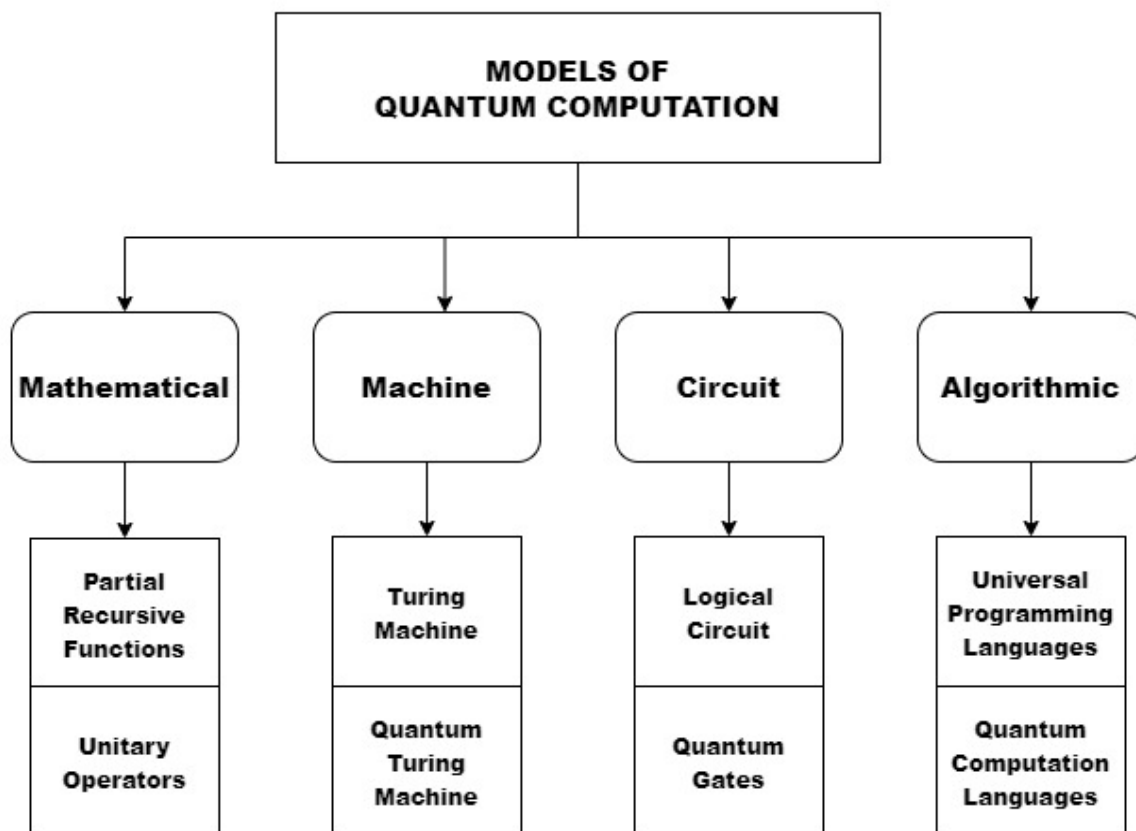 MODELS OF
QUANTUM COMPUTATION
Mathematical
Machine
Circuit
Algorithmic
Partial
Recursive
Functions
Turing
Machine
Logical
Circuit
Universal
Programming
Languages
Unitary
Operators
Quantum
Turing
Machine
Quantum
Gates
Quantum
Computation
Languages